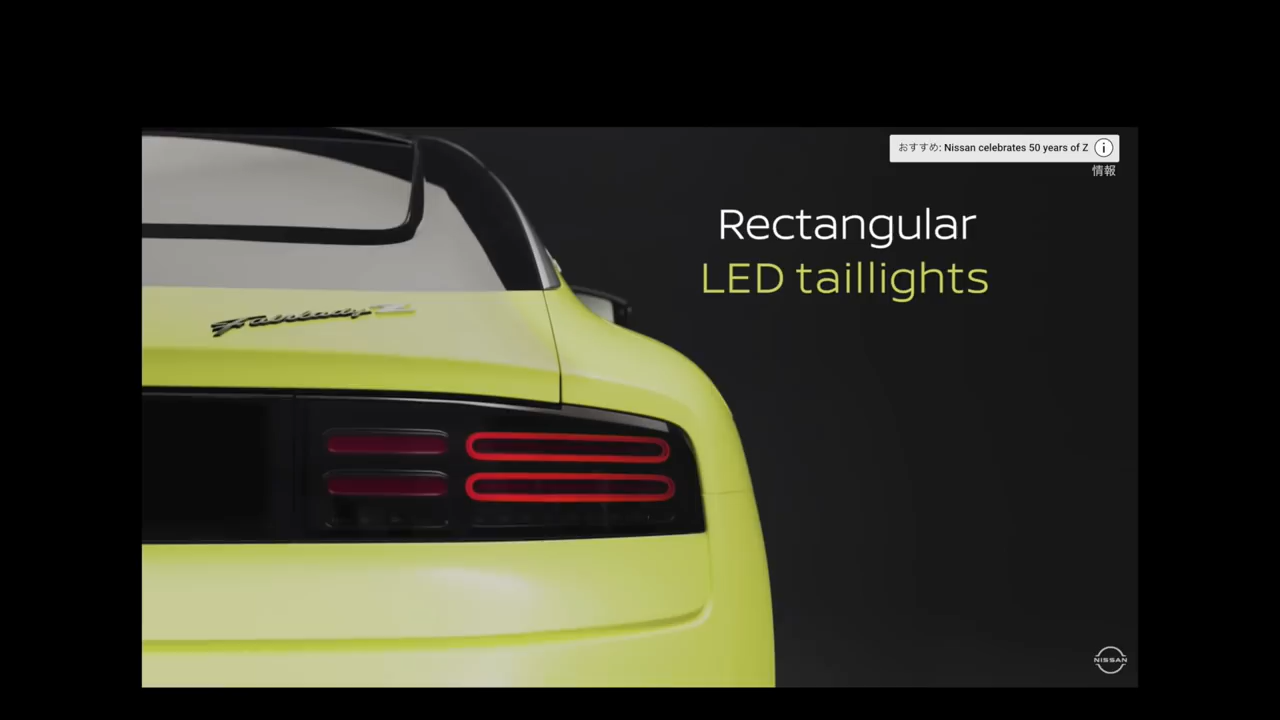 おすすめ: Nissan celebrates 50 years of Z
情報
Rectangular
LED taillights
Fairlady Z
NISSAN